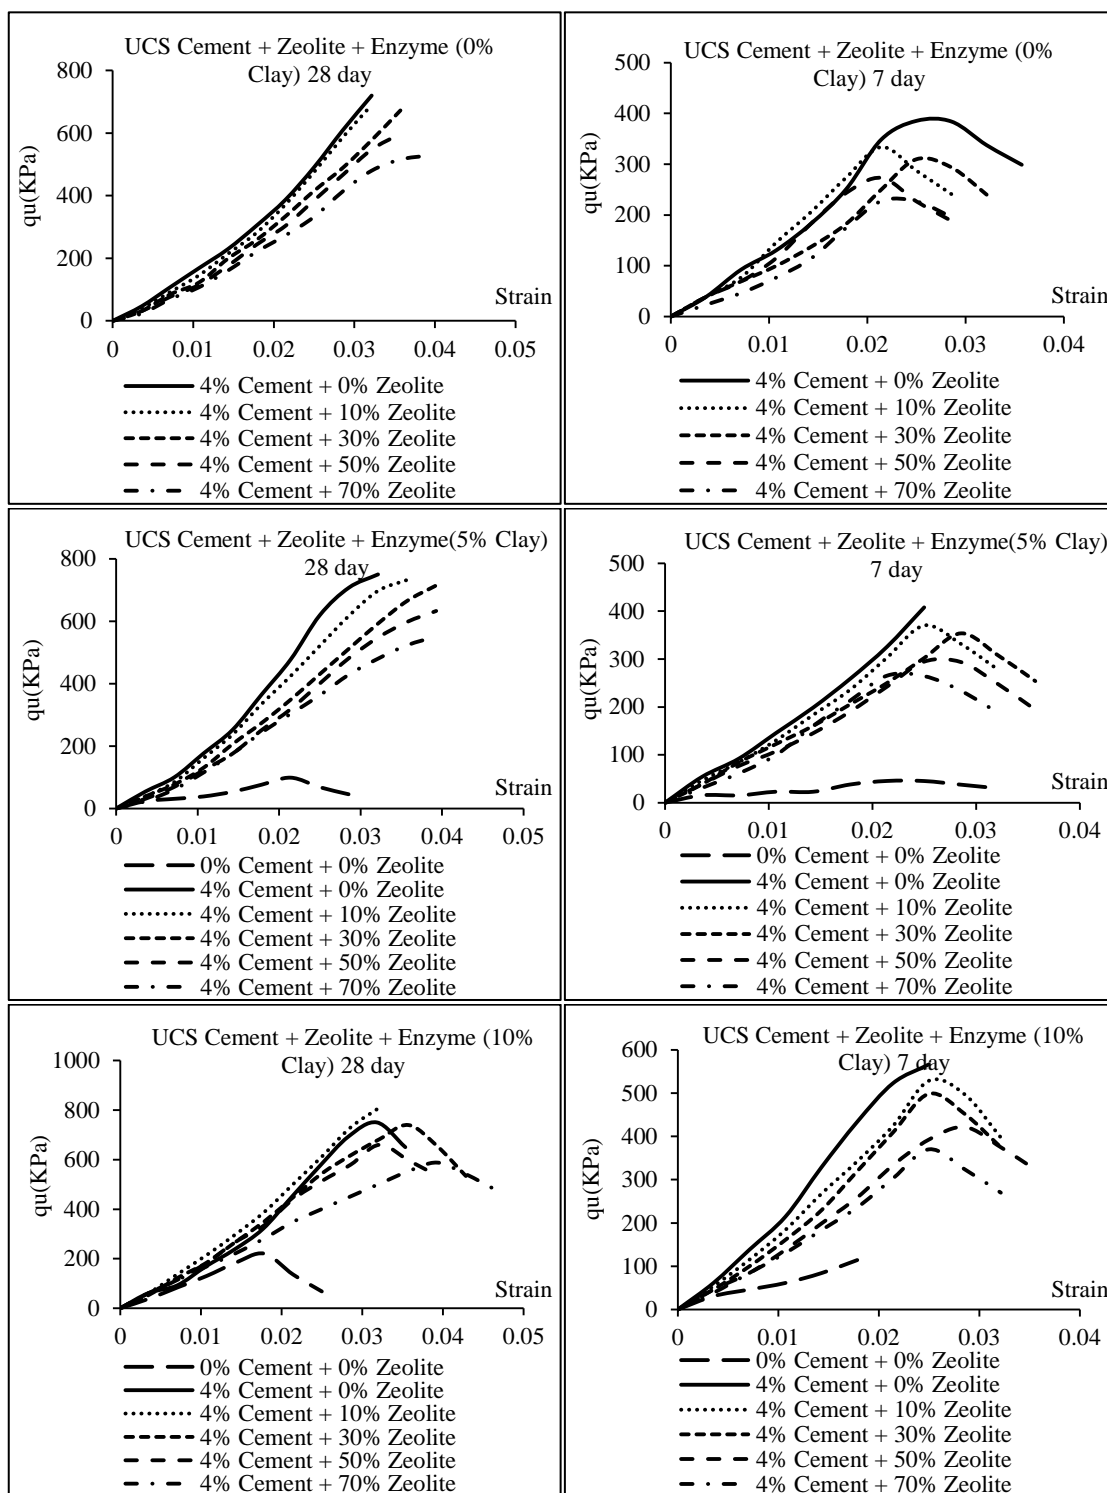 UCS Cement + Zeolite + Enzyme (0%
Clay) 28 day
800
600
400
200
0
qu(KPa)
Strain
0 0.01 0.02 0.03 0.04 0.05
4% Cement + 0% Zeolite
4% Cement + 10% Zeolite
4% Cement + 30% Zeolite
4% Cement + 50% Zeolite
4% Cement + 70% Zeolite
UCS Cement + Zeolite + Enzyme (0%
Clay) 7 day
500
400
300
200
100
0
qu(KPa)
Strain
0 0.01 0.02 0.03 0.04
4% Cement + 0% Zeolite
4% Cement + 10% Zeolite
4% Cement + 30% Zeolite
4% Cement + 50% Zeolite
4% Cement + 70% Zeolite
UCS Cement + Zeolite + Enzyme(5% Clay)
28 day
800
600
400
200
0
qu(KPa)
Strain
0 0.01 0.02 0.03 0.04 0.05
0% Cement + 0% Zeolite
4% Cement + 0% Zeolite
4% Cement + 10% Zeolite
4% Cement + 30% Zeolite
4% Cement + 50% Zeolite
4% Cement + 70% Zeolite
UCS Cement + Zeolite + Enzyme(5% Clay)
7 day
500
400
300
200
100
0
qu(KPa)
Strain
0 0.01 0.02 0.03 0.04
0% Cement + 0% Zeolite
4% Cement + 0% Zeolite
4% Cement + 10% Zeolite
4% Cement + 30% Zeolite
4% Cement + 50% Zeolite
4% Cement + 70% Zeolite
UCS Cement + Zeolite + Enzyme (10%
Clay) 28 day
1000
800
600
400
200
0
qu(KPa)
Strain
0 0.01 0.02 0.03 0.04 0.05
0% Cement + 0% Zeolite
4% Cement + 0% Zeolite
4% Cement + 10% Zeolite
4% Cement + 30% Zeolite
4% Cement + 50% Zeolite
4% Cement + 70% Zeolite
UCS Cement + Zeolite + Enzyme (10%
Clay) 7 day
600
500
400
300
200
100
0
qu(KPa)
Strain
0 0.01 0.02 0.03 0.04
0% Cement + 0% Zeolite
4% Cement + 0% Zeolite
4% Cement + 10% Zeolite
4% Cement + 30% Zeolite
4% Cement + 50% Zeolite
4% Cement + 70% Zeolite